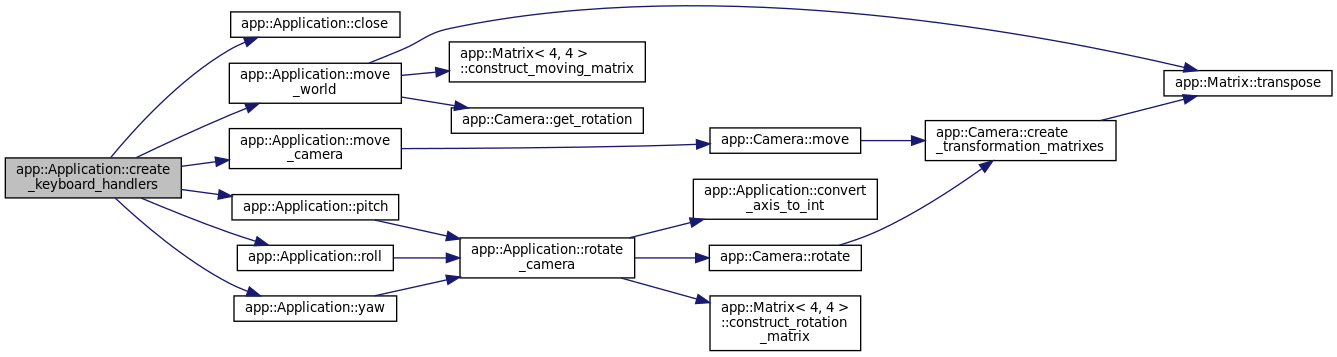 app::Application::create
_keyboard_handlers
app::Application::close
app::Application::move
_world
app::Application::move
_camera
app::Application::pitch
app::Application::roll
app::Application::yaw
app::Matrix< 4, 4 >
::construct_moving_matrix
app::Camera::get_rotation
app::Application::rotate
_camera
app::Camera::move
app::Application::convert
_axis_to_int
app::Camera::rotate
app::Matrix< 4, 4 >
::construct_rotation
_matrix
app::Camera::create
_transformation_matrixes
app::Matrix::transpose